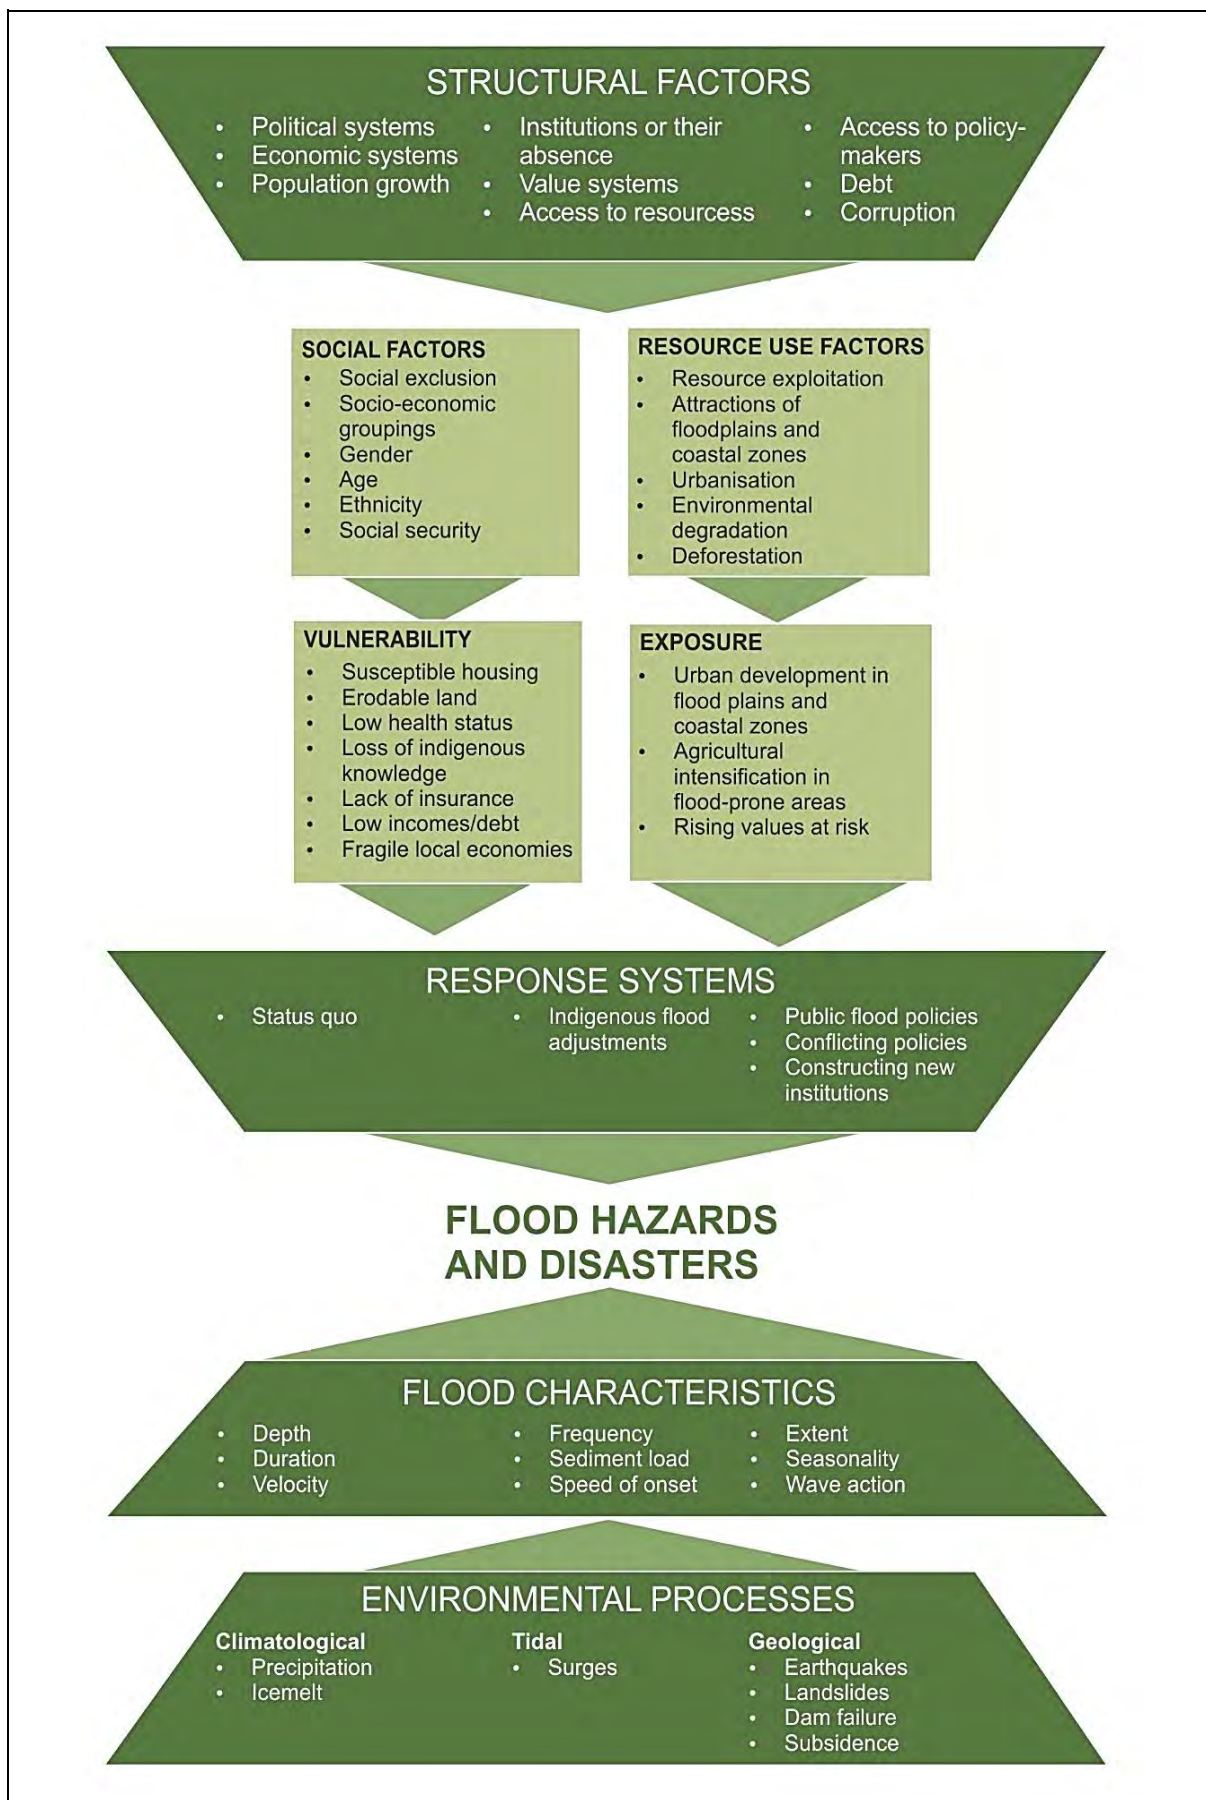 STRUCTURAL FACTORS
• Political systems
• Economic systems
• Population growth
• Institutions or their
absence
• Value systems
• Access to resourcess
• Access to policy-
makers
• Debt
• Corruption
SOCIAL FACTORS
• Social exclusion
• Socio-economic
groupings
• Gender
• Age
• Ethnicity
• Social security
RESOURCE USE FACTORS
• Resource exploitation
• Attractions of
floodplains and
coastal zones
• Urbanisation
• Environmental
degradation
• Deforestation
VULNERABILITY
• Susceptible housing
• Erodable land
• Low health status
• Loss of indigenous
knowledge
• Lack of insurance
• Low incomes/debt
• Fragile local economies
EXPOSURE
• Urban development in
flood plains and
coastal zones
• Agricultural
intensification in
flood-prone areas
• Rising values at risk
RESPONSE SYSTEMS
• Status quo
• Indigenous flood
adjustments
• Public flood policies
• Conflicting policies
• Constructing new
institutions
FLOOD HAZARDS
AND DISASTERS
FLOOD CHARACTERISTICS
• Depth
• Duration
• Velocity
• Frequency
• Sediment load
• Speed of onset
• Extent
• Seasonality
• Wave action
ENVIRONMENTAL PROCESSES
Climatological
• Precipitation
• Icemelt
Tidal
• Surges
Geological
• Earthquakes
• Landslides
• Dam failure
• Subsidence